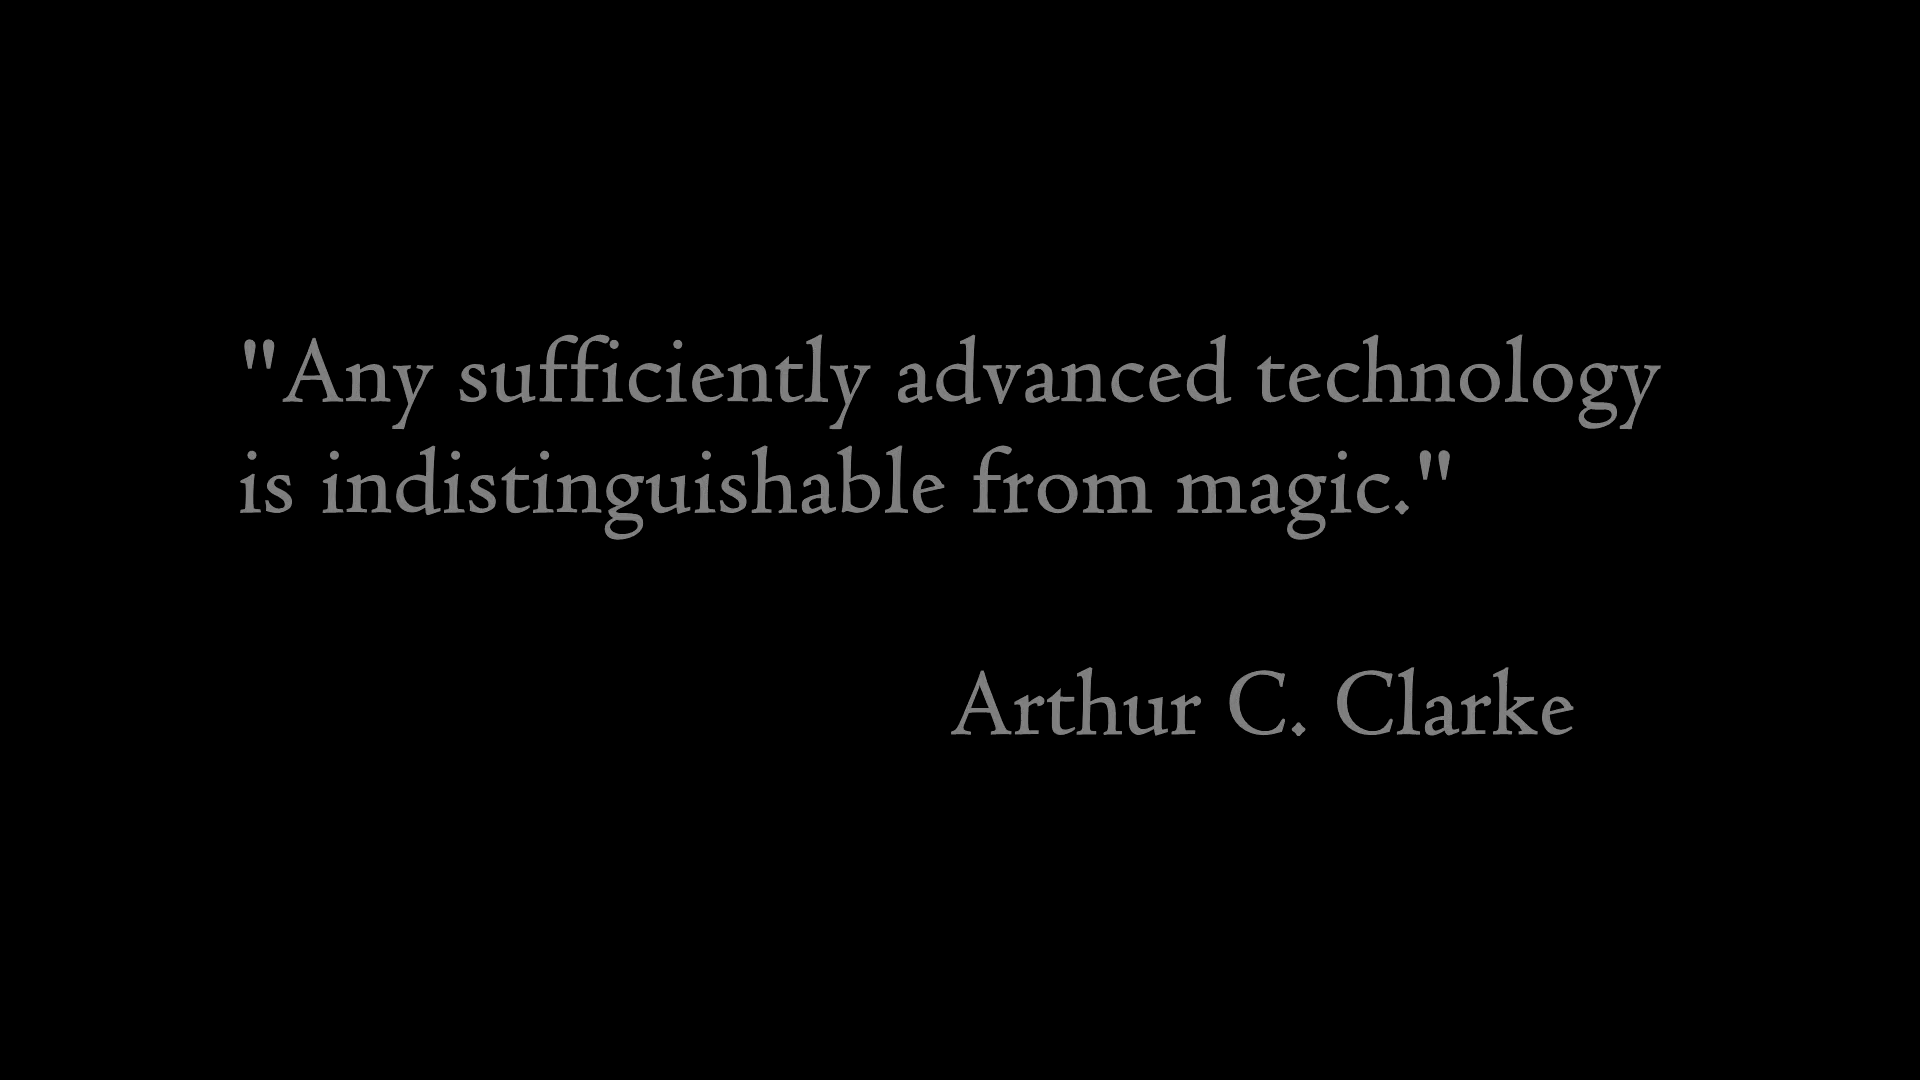 "Any sufficiently advanced technology
is indistinguishable from magic."
Arthur C. Clarke